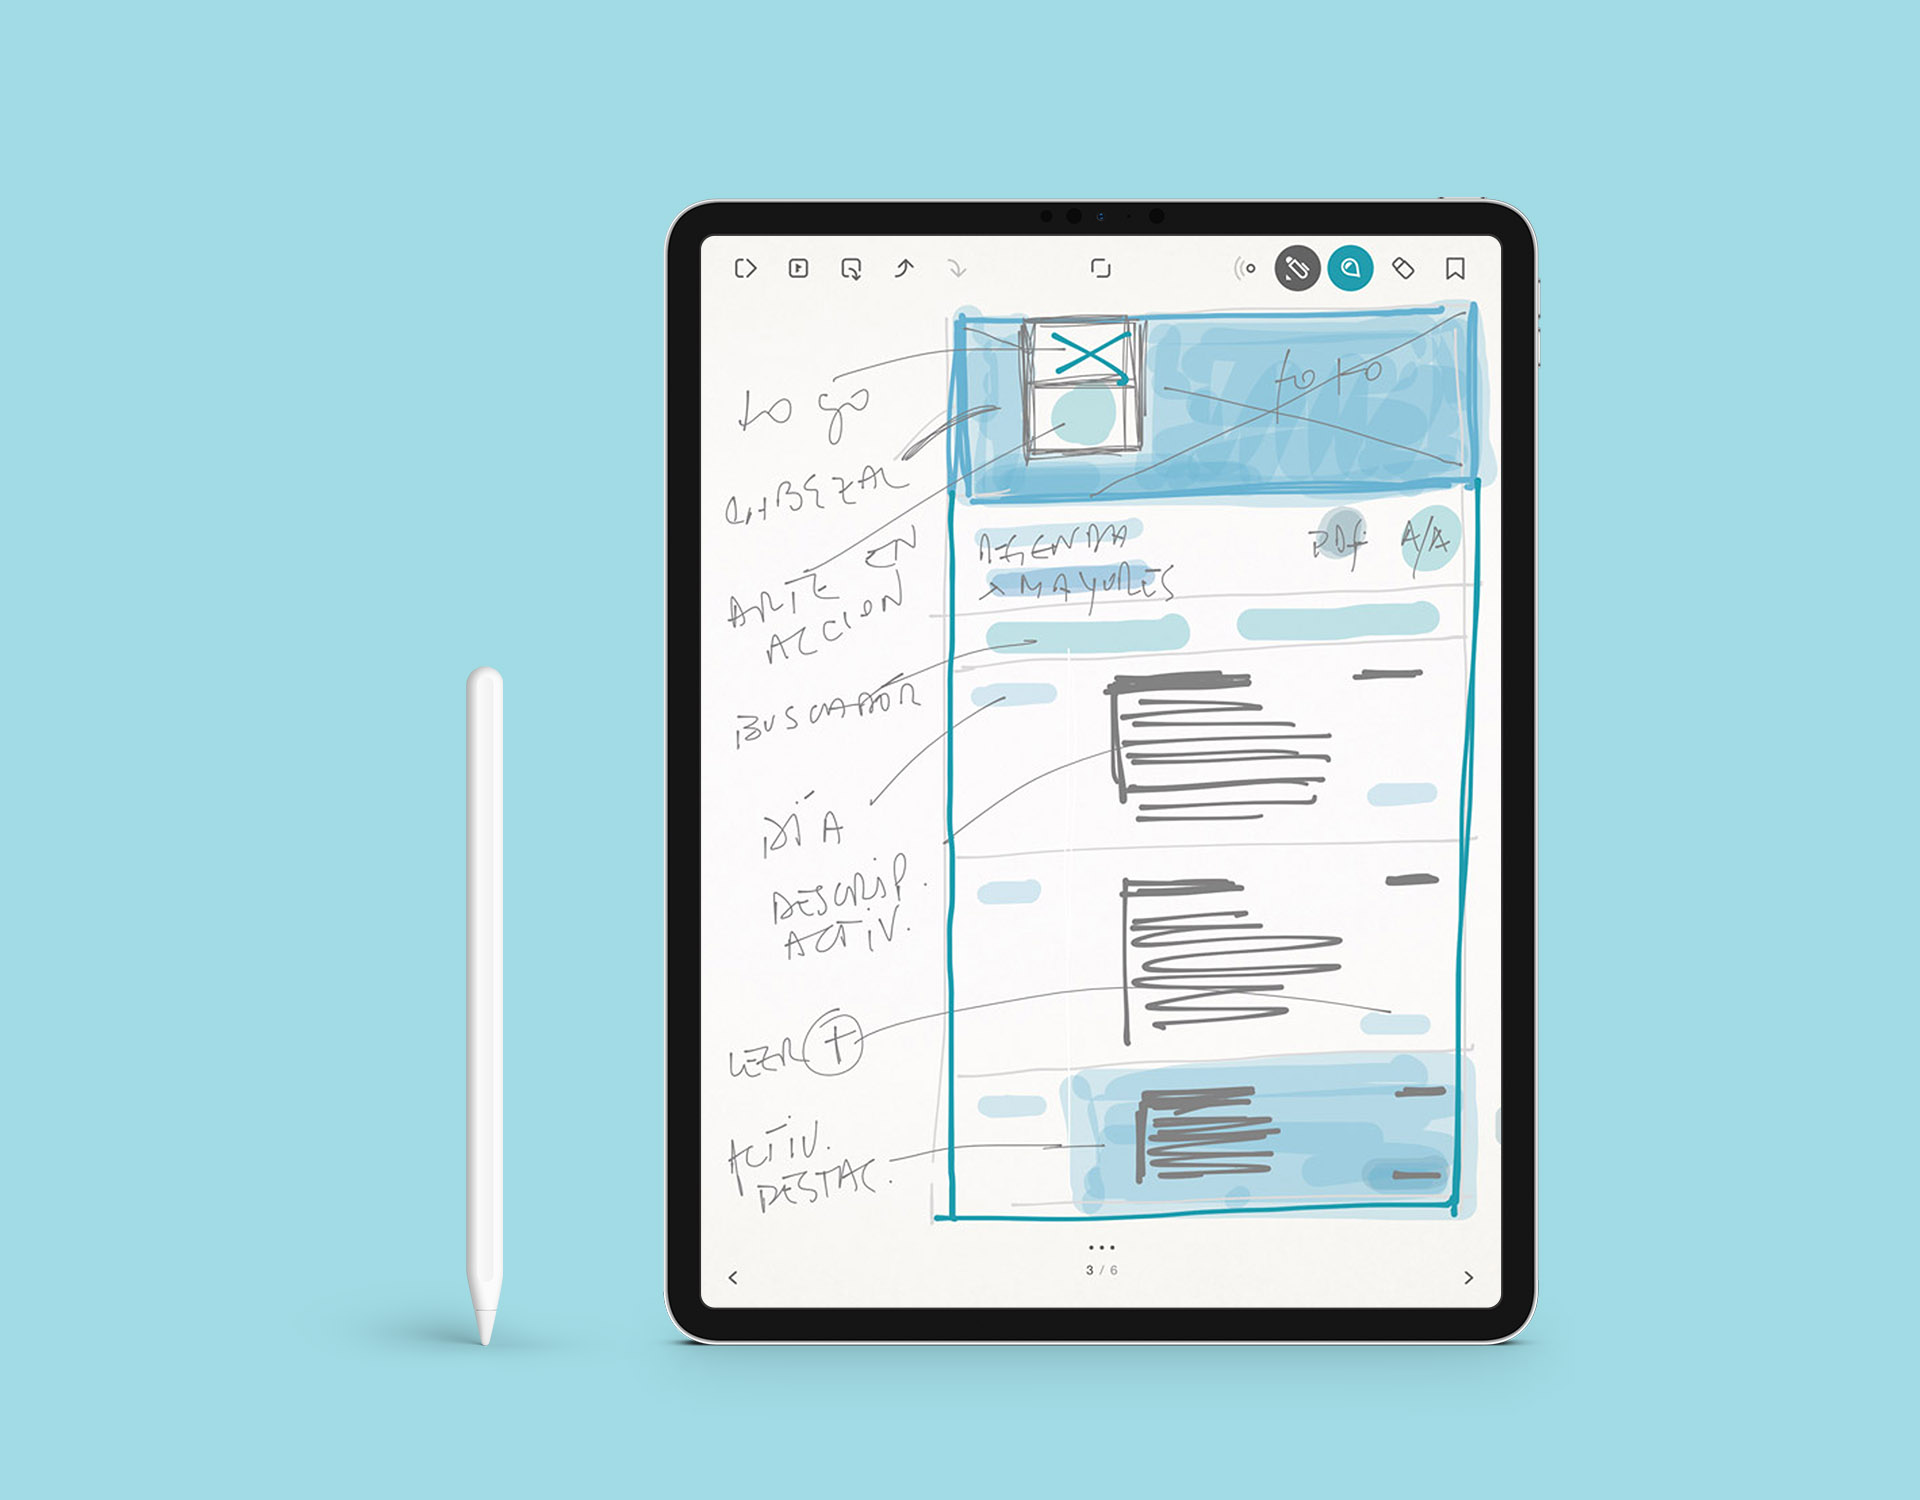 LOGO
foto
CABEZAL
ARTE EN
ACCION
AGENDA
X MAYORES
PDF A/A
BUSCADOR
DÍA
DESCRIP.
ACTIV.
LEER +
ACTIV.
DESTAC.
3 / 6